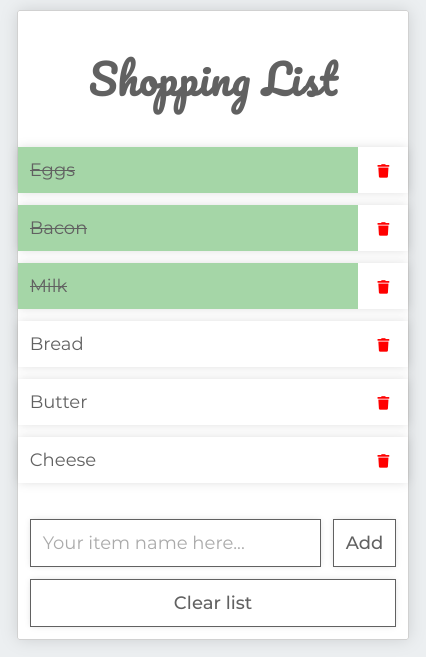 Shopping List
Eggs
Bacon
Milk
Bread
Butter
Cheese
Your item name here... Add
Clear list